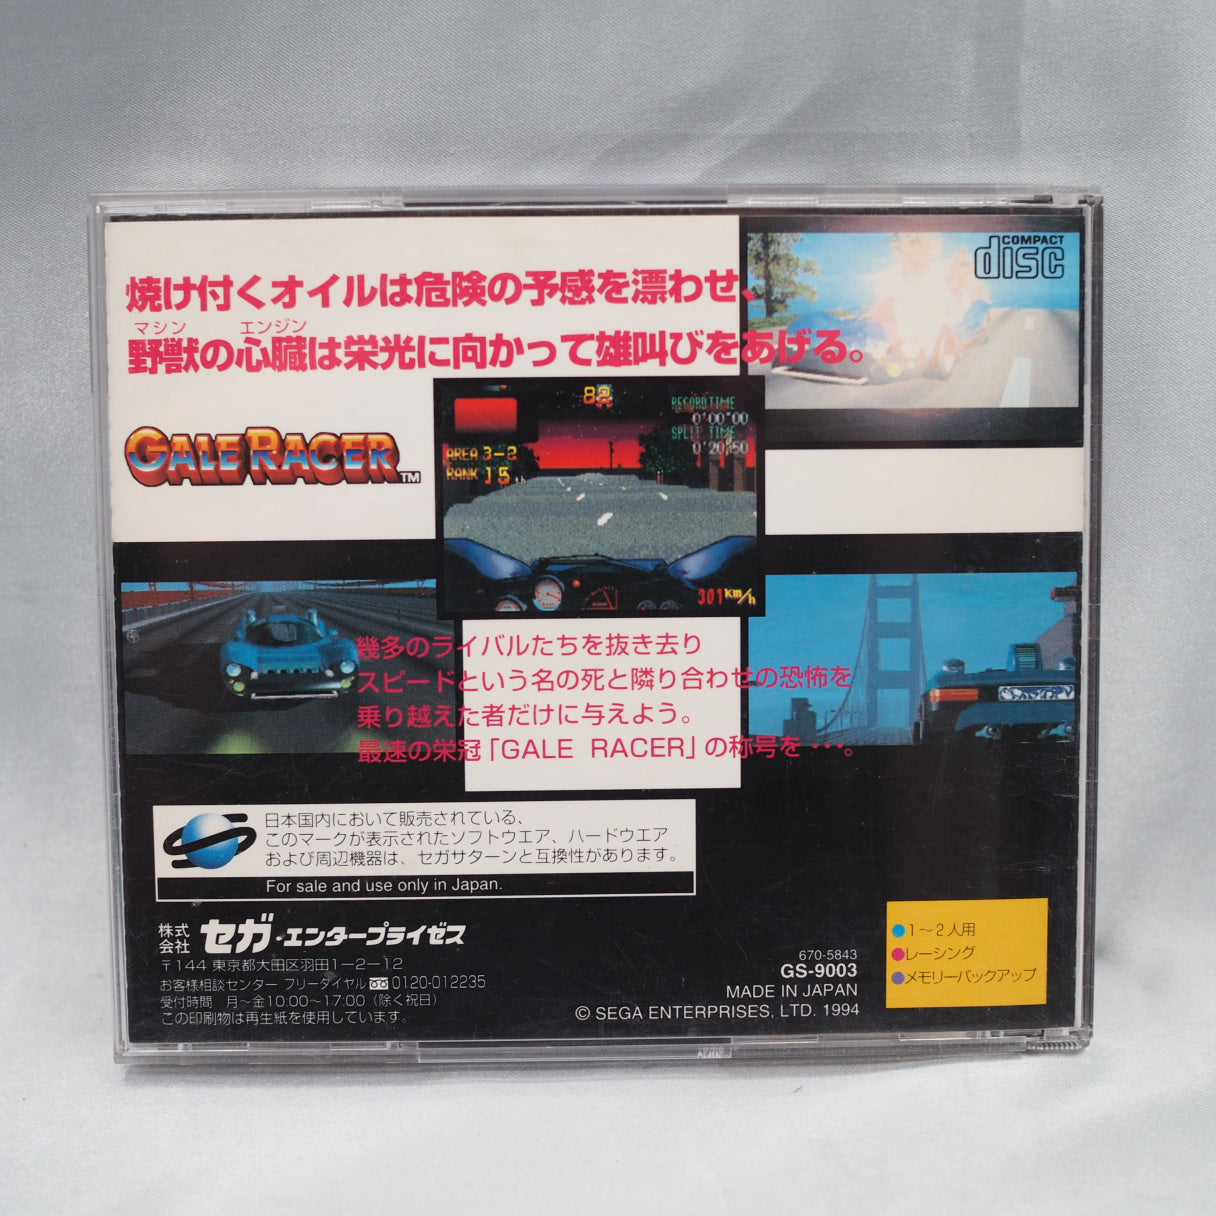 焼け付くオイルは危険の予感を漂わせ、
マシン エンジン
野獣の心臓は栄光に向かって雄叫びをあげる。
COMPACT
disc
GALE RACER™
82
RECORD TIME
0'00"00
SPLIT TIME
0'20"50
AREA 3-2
RANK 15th
301km/h
幾多のライバルたちを抜き去り
スピードという名の死と隣り合わせの恐怖を
乗り越えた者だけに与えよう。
最速の栄冠「GALE RACER」の称号を・・・。
日本国内において販売されている、
このマークが表示されたソフトウエア、ハードウエア
および周辺機器は、セガサターンと互換性があります。
For sale and use only in Japan.
株式会社 セガ・エンタープライゼス
〒144 東京都大田区羽田1-2-12
お客様相談センター フリーダイヤル 0120-012235
受付時間 月～金10:00～17:00（除く祝日）
この印刷物は再生紙を使用しています。
670-5843
GS-9003
MADE IN JAPAN
© SEGA ENTERPRISES, LTD. 1994
●1～2人用
●レーシング
●メモリーバックアップ